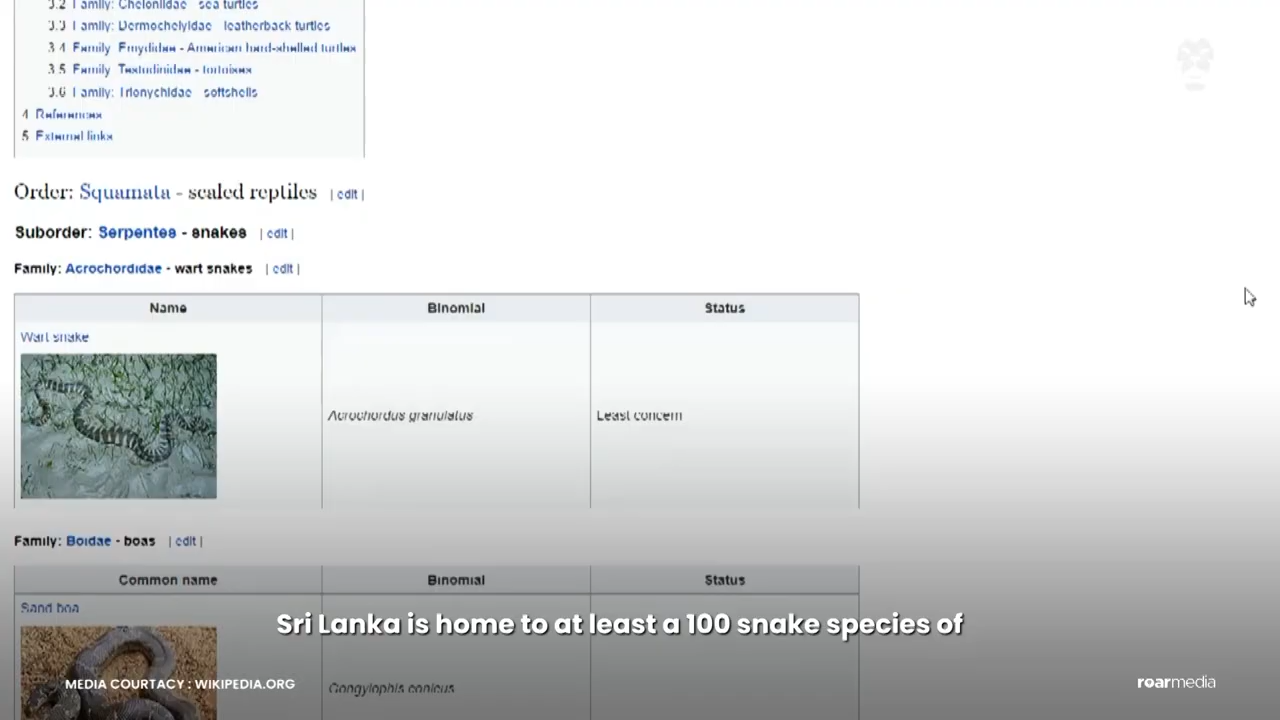 3.2 Family: Cheloniidae - sea turtles
3.3 Family: Dermochelyidae - leatherback turtles
3.4 Family: Emydidae - American hard-shelled turtles
3.5 Family: Testudinidae - tortoises
3.6 Family: Trionychidae - softshells
4 References
5 External links
Order: Squamata - scaled reptiles [ edit ]
Suborder: Serpentes - snakes [ edit ]
Family: Acrochordidae - wart snakes [ edit ]
Name Binomial Status
Wart snake
Acrochordus granulatus Least concern
Family: Boidae - boas [ edit ]
Common name Binomial Status
Sand boa
Sri Lanka is home to at least a 100 snake species of
Gongylophis conicus
MEDIA COURTACY : WIKIPEDIA.ORG
roarmedia